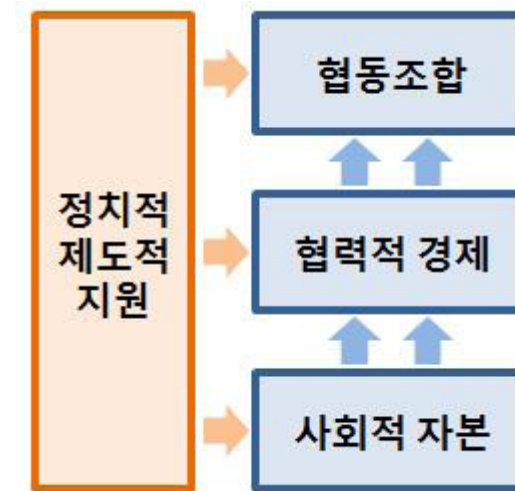 정치적
제도적
지원
협동조합
협력적 경제
사회적 자본